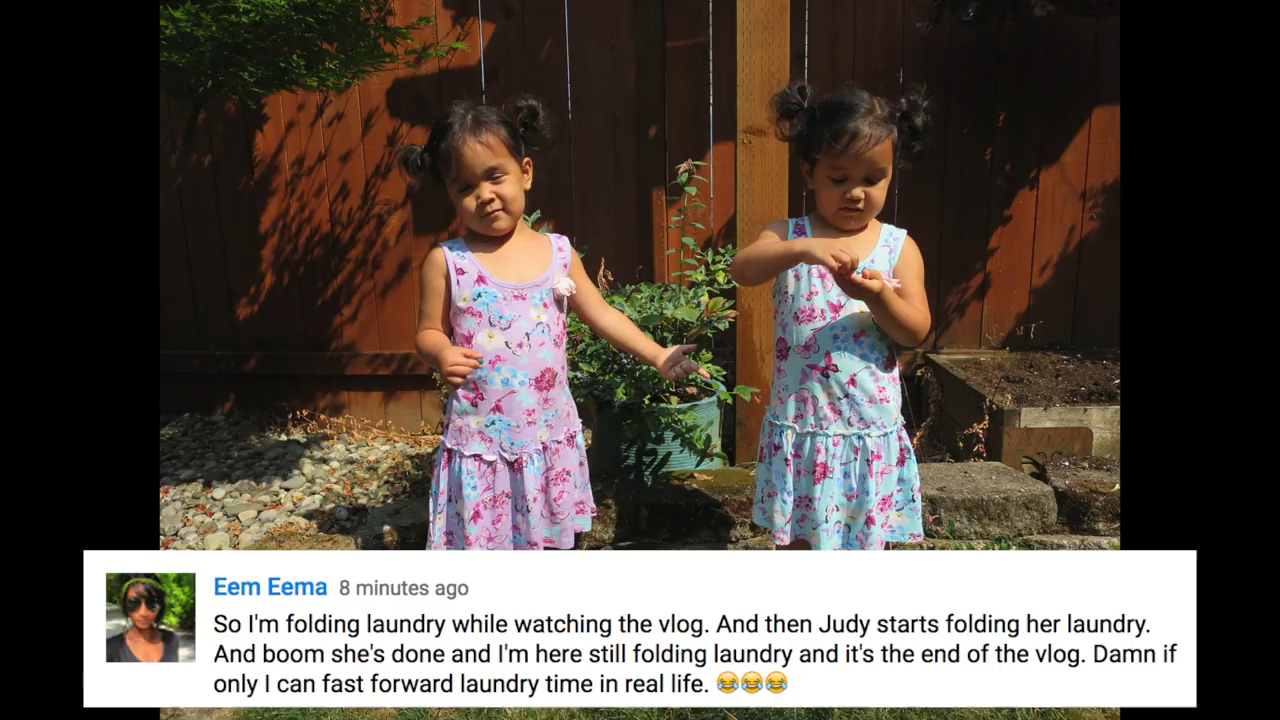 Eem Eema 8 minutes ago
So I'm folding laundry while watching the vlog. And then Judy starts folding her laundry.
And boom she's done and I'm here still folding laundry and it's the end of the vlog. Damn if
only I can fast forward laundry time in real life. 😂😂😂